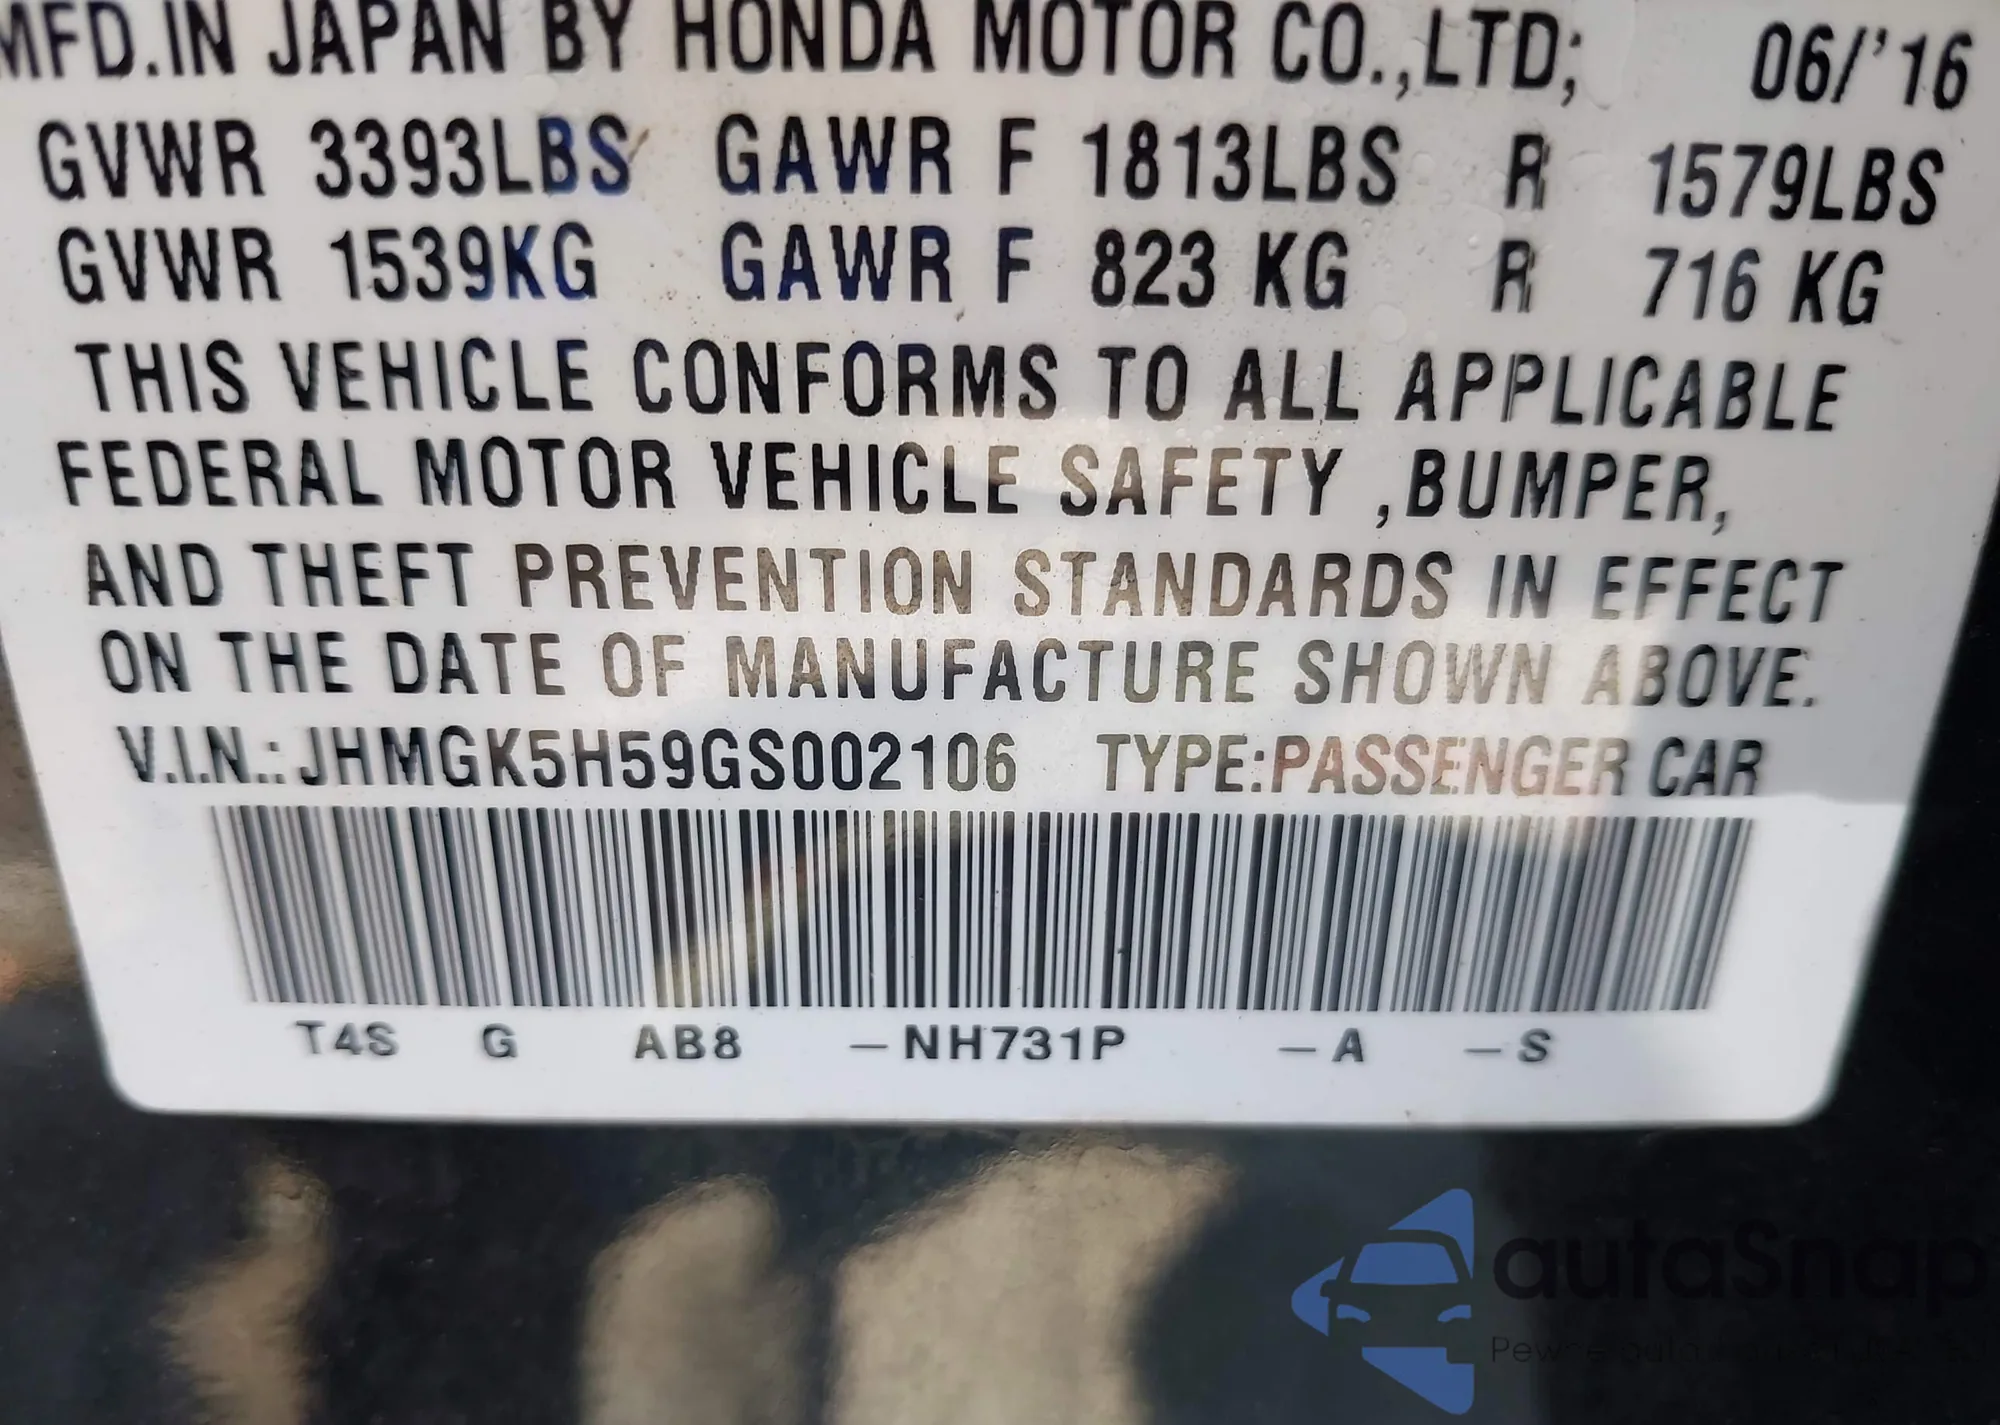 MFD.IN JAPAN BY HONDA MOTOR CO.,LTD; 06/'16
GVWR 3393LBS GAWR F 1813LBS R 1579LBS
GVWR 1539KG GAWR F 823 KG R 716 KG
THIS VEHICLE CONFORMS TO ALL APPLICABLE
FEDERAL MOTOR VEHICLE SAFETY ,BUMPER,
AND THEFT PREVENTION STANDARDS IN EFFECT
ON THE DATE OF MANUFACTURE SHOWN ABOVE.
V.I.N.: JHMGK5H59GS002106 TYPE:PASSENGER CAR
T4S G AB8 –NH731P –A –S
autaSnap